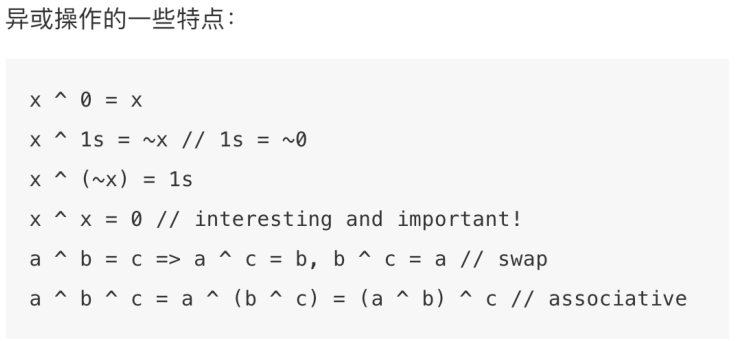 异或操作的一些特点：
x ^ 0 = x
x ^ 1s = ~x // 1s = ~0
x ^ (~x) = 1s
x ^ x = 0 // interesting and important!
a ^ b = c => a ^ c = b, b ^ c = a // swap
a ^ b ^ c = a ^ (b ^ c) = (a ^ b) ^ c // associative